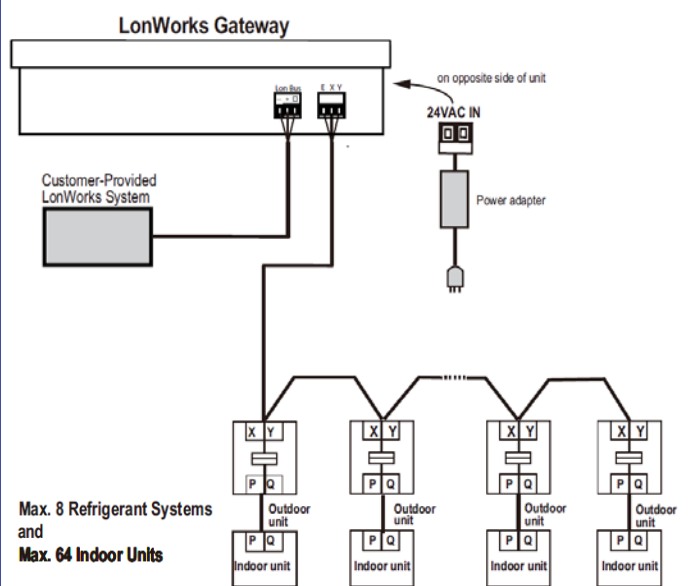 LonWorks Gateway
on opposite side of unit
Lon Bus
- + 
E X Y
24VAC IN
Customer-Provided
LonWorks System
Power adapter
X Y
X Y
X Y
X Y
P Q
P Q
P Q
P Q
Max. 8 Refrigerant Systems
and
Max. 64 Indoor Units
Outdoor
unit
Outdoor
unit
Outdoor
unit
Outdoor
unit
P Q
P Q
P Q
P Q
Indoor unit
Indoor unit
Indoor unit
Indoor unit